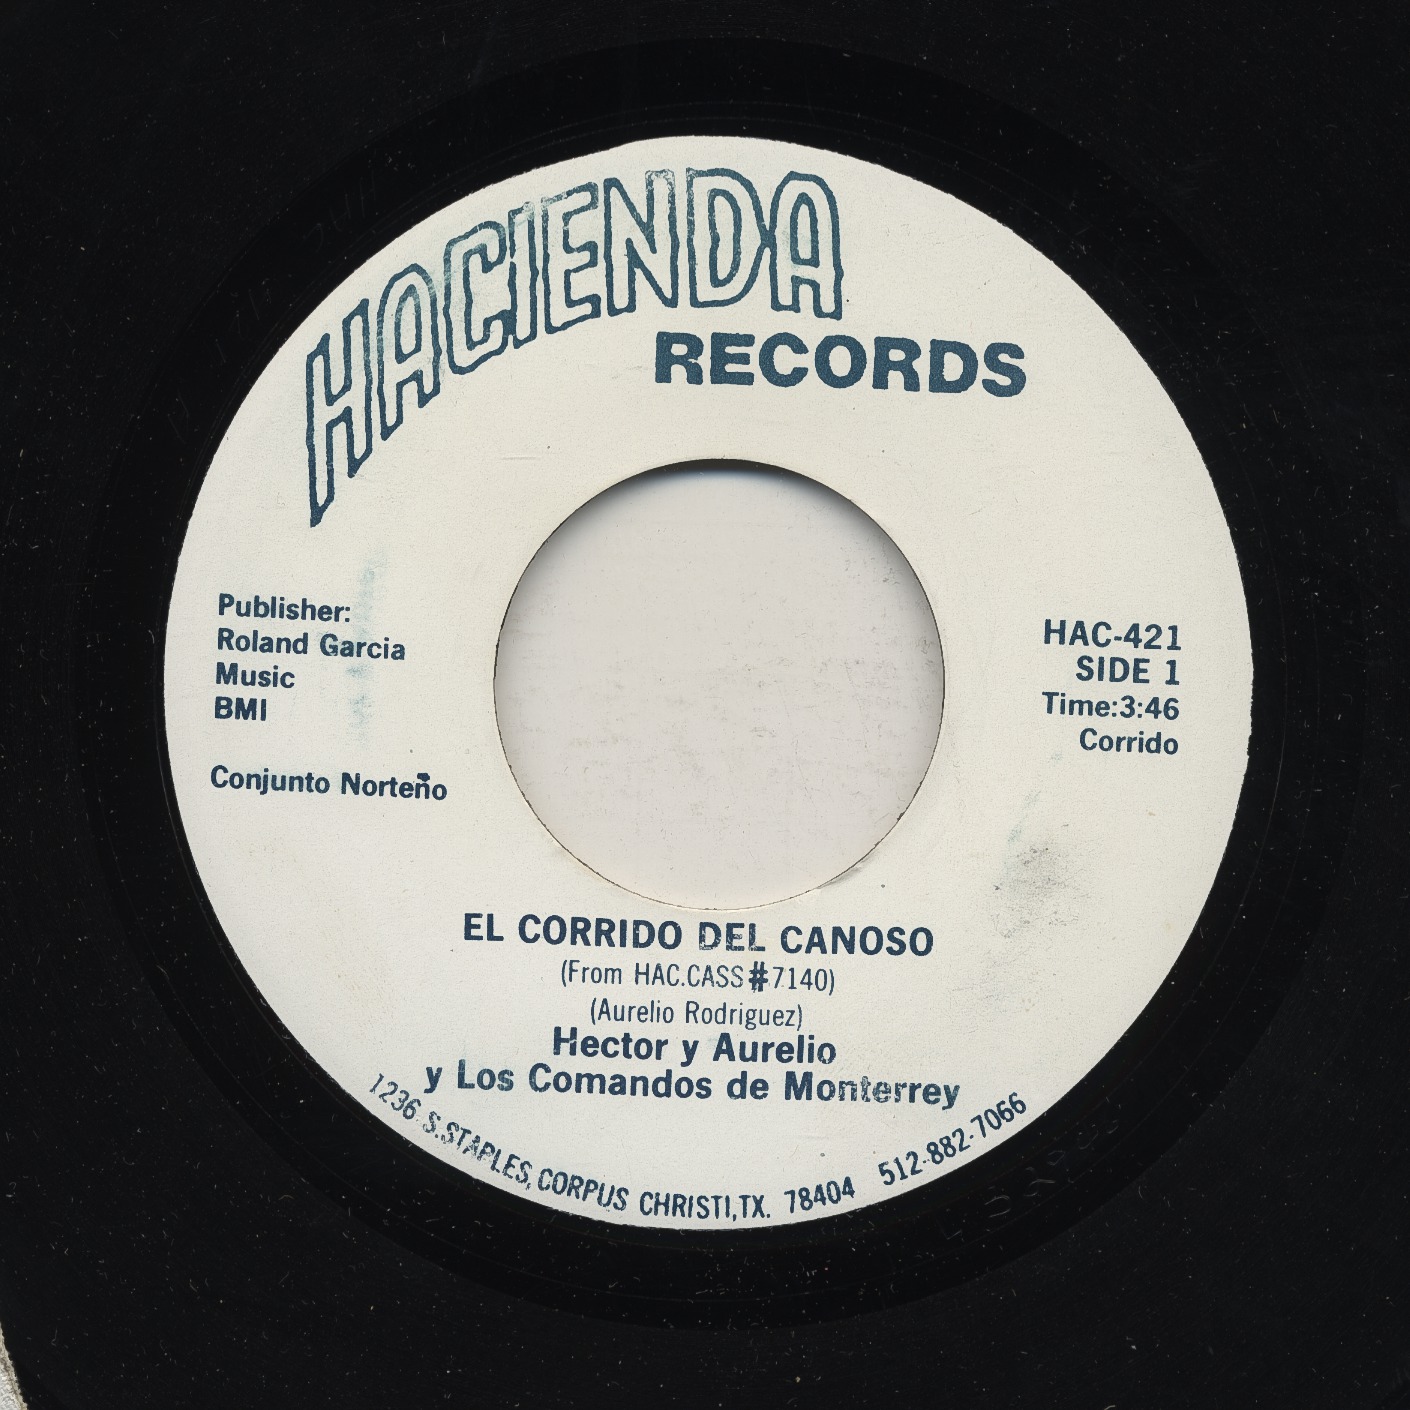 HACIENDA
RECORDS
Publisher:
Roland Garcia
Music
BMI
Conjunto Norteño
HAC-421
SIDE 1
Time:3:46
Corrido
EL CORRIDO DEL CANOSO
(From HAC.CASS#7140)
(Aurelio Rodriguez)
Hector y Aurelio
y Los Comandos de Monterrey
1236 S.STAPLES, CORPUS CHRISTI,TX. 78404 512-882-7066